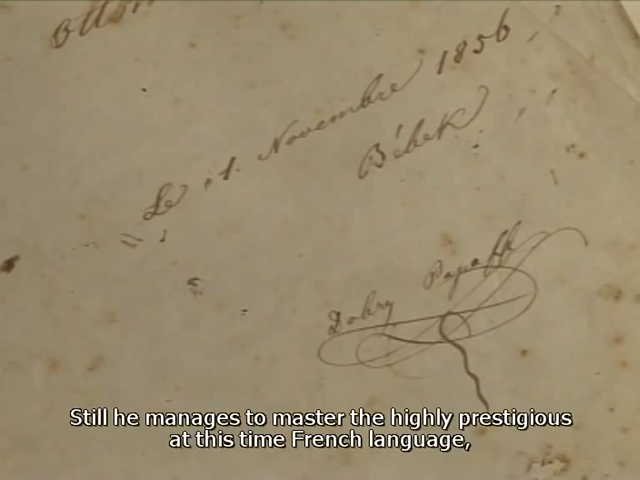 Le 1. Novembre 1856
Bébek
Dobry
Still he manages to master the highly prestigious
at this time French language,